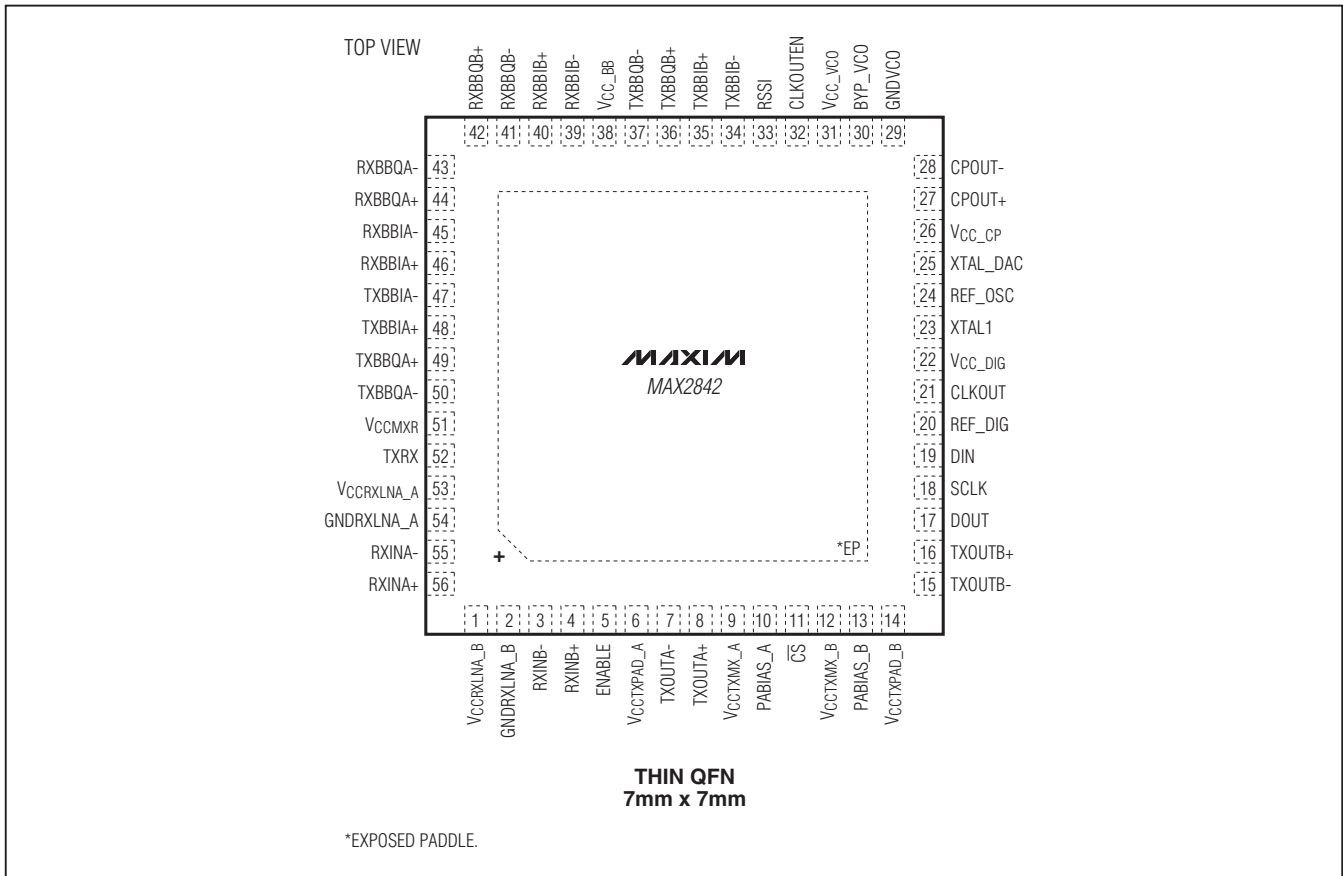 TOP VIEW
RXBBQB+
RXBBQB-
RXBBIB+
RXBBIB-
VCC_BB
TXBBQB-
TXBBQB+
TXBBIB+
TXBBIB-
RSSI
CLKOUTEN
VCC_VCO
BYP_VCO
GNDVCO
42 41 40 39 38 37 36 35 34 33 32 31 30 29
RXBBQA- 43
RXBBQA+ 44
RXBBIA- 45
RXBBIA+ 46
TXBBIA- 47
TXBBIA+ 48
TXBBQA+ 49
TXBBQA- 50
VCCMXR 51
TXRX 52
VCCRXLNA_A 53
GNDRXLNA_A 54
RXINA- 55
RXINA+ 56
28 CPOUT-
27 CPOUT+
26 VCC_CP
25 XTAL_DAC
24 REF_OSC
23 XTAL1
22 VCC_DIG
21 CLKOUT
20 REF_DIG
19 DIN
18 SCLK
17 DOUT
16 TXOUTB+
15 TXOUTB-
MAXIM
MAX2842
+
*EP
1 2 3 4 5 6 7 8 9 10 11 12 13 14
VCCRXLNA_B
GNDRXLNA_B
RXINB-
RXINB+
ENABLE
VCCTXPAD_A
TXOUTA-
TXOUTA+
VCCTXMX_A
PABIAS_A
C̅S̅
VCCTXMX_B
PABIAS_B
VCCTXPAD_B
THIN QFN
7mm x 7mm
*EXPOSED PADDLE.